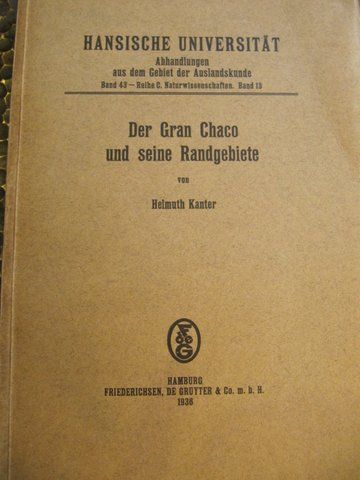 HANSISCHE UNIVERSITÄT
Abhandlungen
aus dem Gebiet der Auslandskunde
Band 43 — Reihe C. Naturwissenschaften. Band 13
Der Gran Chaco
und seine Randgebiete
von
Helmuth Kanter
F de G
HAMBURG
FRIEDERICHSEN, DE GRUYTER & Co. m. b. H.
1936